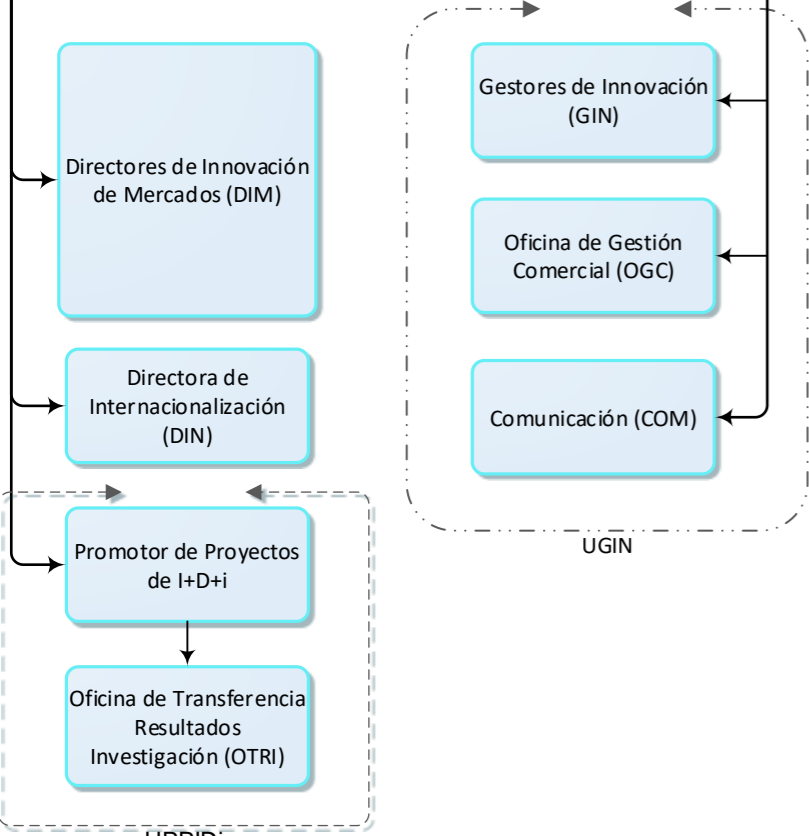 Directores de Innovación
de Mercados (DIM)
Directora de
Internacionalización
(DIN)
Promotor de Proyectos
de I+D+i
Oficina de Transferencia
Resultados
Investigación (OTRI)
Gestores de Innovación
(GIN)
Oficina de Gestión
Comercial (OGC)
Comunicación (COM)
UGIN